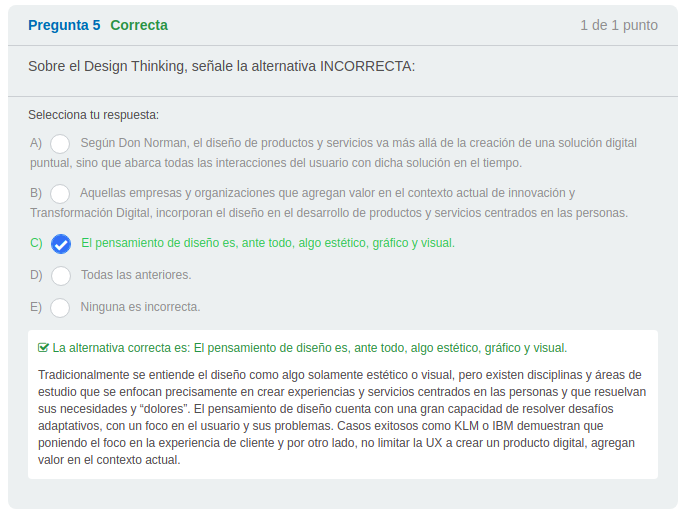 Pregunta 5 Correcta 1 de 1 punto
Sobre el Design Thinking, señale la alternativa INCORRECTA:
Selecciona tu respuesta:
A) Según Don Norman, el diseño de productos y servicios va más allá de la creación de una solución digital
puntual, sino que abarca todas las interacciones del usuario con dicha solución en el tiempo.
B) Aquellas empresas y organizaciones que agregan valor en el contexto actual de innovación y
Transformación Digital, incorporan el diseño en el desarrollo de productos y servicios centrados en las personas.
C) El pensamiento de diseño es, ante todo, algo estético, gráfico y visual.
D) Todas las anteriores.
E) Ninguna es incorrecta.
La alternativa correcta es: El pensamiento de diseño es, ante todo, algo estético, gráfico y visual.
Tradicionalmente se entiende el diseño como algo solamente estético o visual, pero existen disciplinas y áreas de
estudio que se enfocan precisamente en crear experiencias y servicios centrados en las personas y que resuelvan
sus necesidades y “dolores”. El pensamiento de diseño cuenta con una gran capacidad de resolver desafíos
adaptativos, con un foco en el usuario y sus problemas. Casos exitosos como KLM o IBM demuestran que
poniendo el foco en la experiencia de cliente y por otro lado, no limitar la UX a crear un producto digital, agregan
valor en el contexto actual.